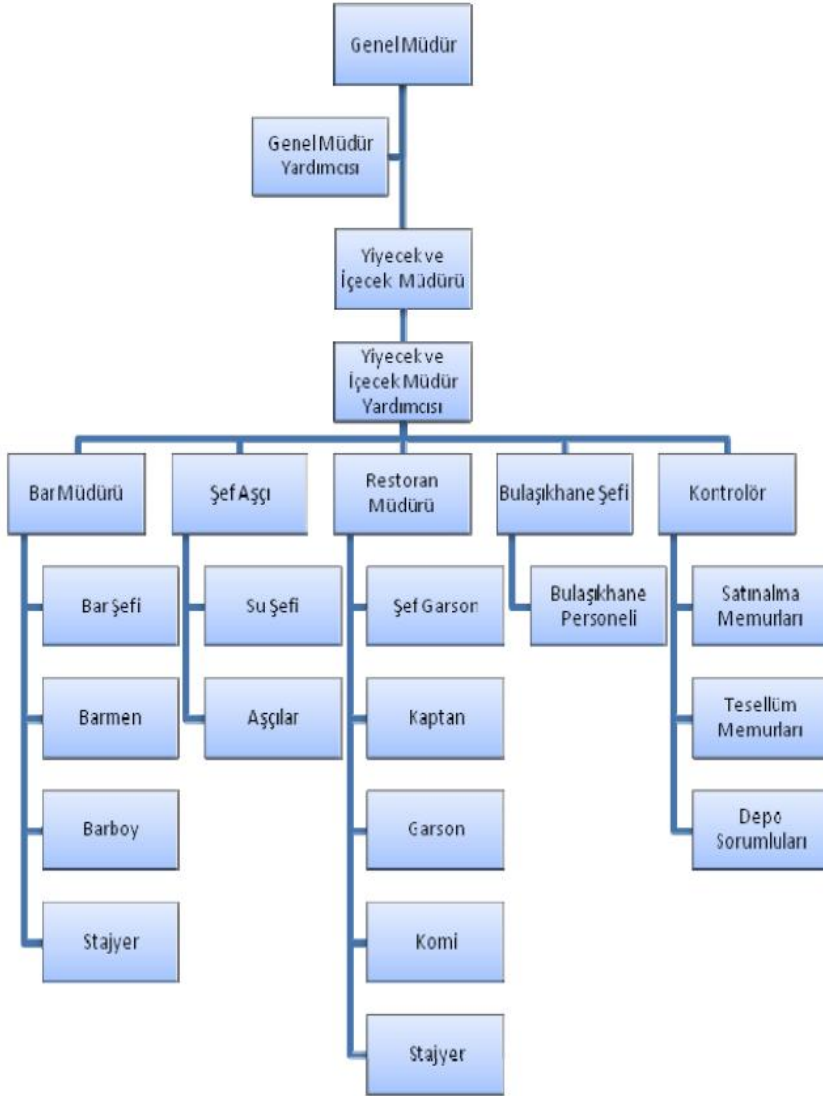 Genel Müdür
Genel Müdür
Yardımcısı
Yiyecek ve
İçecek Müdürü
Yiyecek ve
İçecek Müdür
Yardımcısı
Bar Müdürü
Şef Aşçı
Restoran
Müdürü
Bulaşıkhane Şefi
Kontrolör
Bar Şefi
Su Şefi
Şef Garson
Bulaşıkhane
Personeli
Satınalma
Memurları
Barmen
Aşçılar
Kaptan
Tesellüm
Memurları
Barboy
Garson
Depo
Sorumluları
Stajyer
Komi
Stajyer